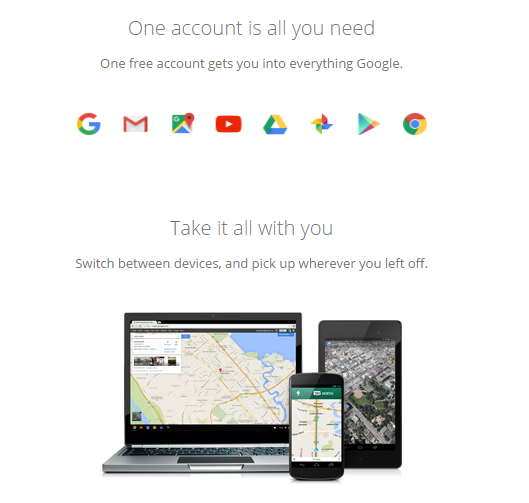 One account is all you need
One free account gets you into everything Google.
Take it all with you
Switch between devices, and pick up wherever you left off.
NORTH